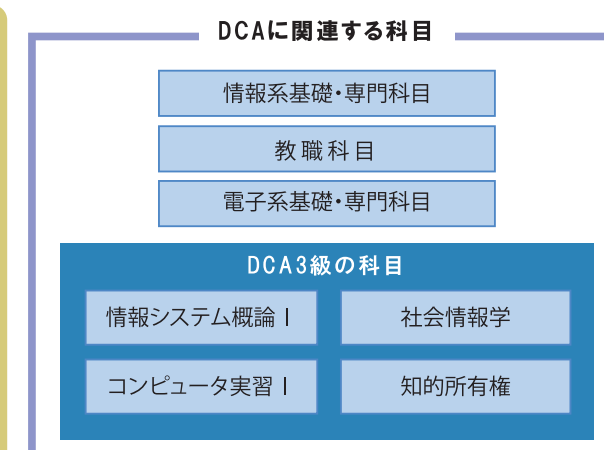 DCAに関連する科目
情報系基礎・専門科目
教職科目
電子系基礎・専門科目
DCA3級の科目
情報システム概論Ⅰ
社会情報学
コンピュータ実習Ⅰ
知的所有権